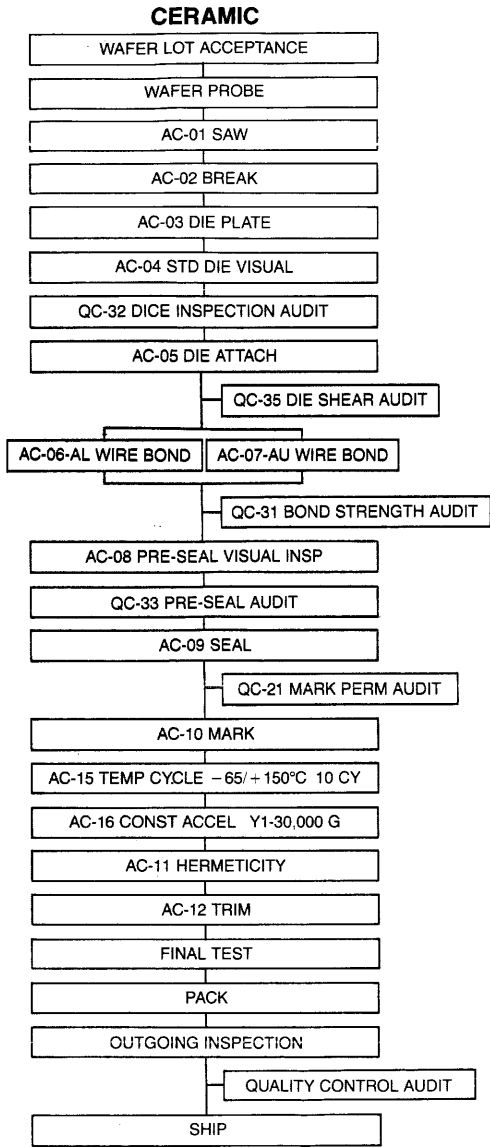 CERAMIC
WAFER LOT ACCEPTANCE
WAFER PROBE
AC-01 SAW
AC-02 BREAK
AC-03 DIE PLATE
AC-04 STD DIE VISUAL
QC-32 DICE INSPECTION AUDIT
AC-05 DIE ATTACH
QC-35 DIE SHEAR AUDIT
AC-06-AL WIRE BOND
AC-07-AU WIRE BOND
QC-31 BOND STRENGTH AUDIT
AC-08 PRE-SEAL VISUAL INSP
QC-33 PRE-SEAL AUDIT
AC-09 SEAL
QC-21 MARK PERM AUDIT
AC-10 MARK
AC-15 TEMP CYCLE −65/+150°C 10 CY
AC-16 CONST ACCEL Y1-30,000 G
AC-11 HERMETICITY
AC-12 TRIM
FINAL TEST
PACK
OUTGOING INSPECTION
QUALITY CONTROL AUDIT
SHIP